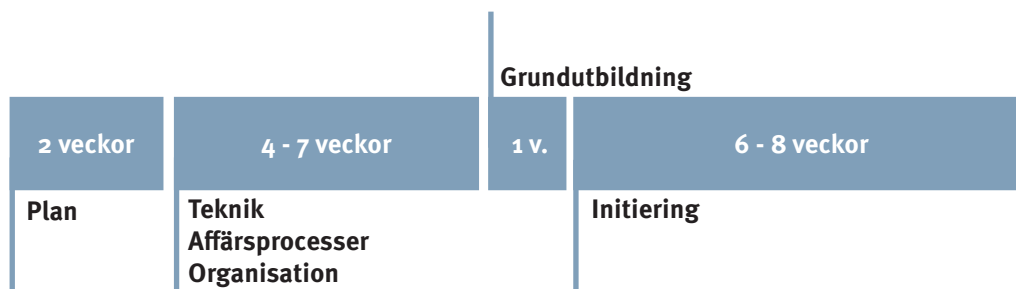 Grundutbildning
2 veckor
4 - 7 veckor
1 v.
6 - 8 veckor
Plan
Teknik
Affärsprocesser
Organisation
Initiering